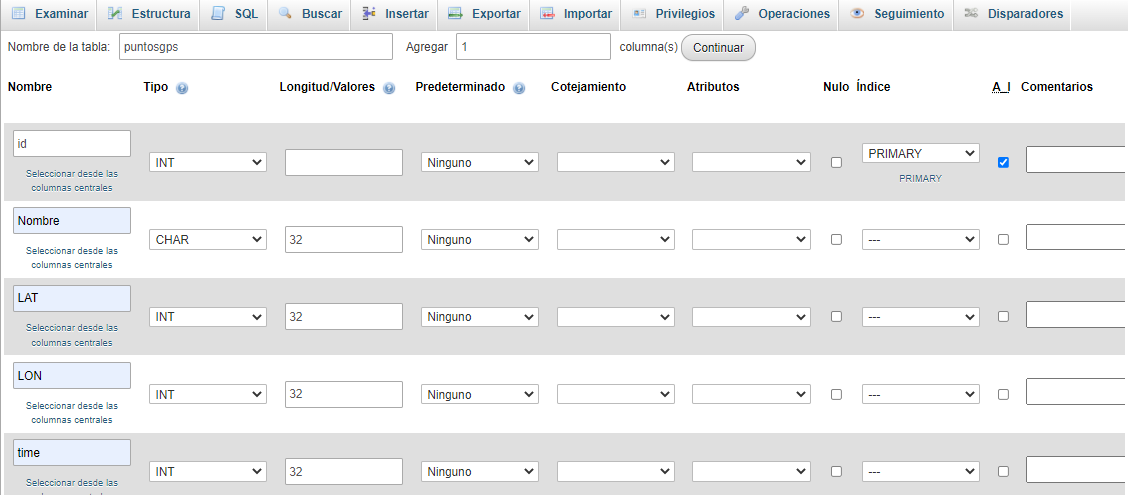 Examinar Estructura SQL Buscar Insertar Exportar Importar Privilegios Operaciones Seguimiento Disparadores
Nombre de la tabla: puntosgps Agregar 1 columna(s) Continuar
Nombre Tipo Longitud/Valores Predeterminado Cotejamiento Atributos Nulo Índice A_I Comentarios
id INT Ninguno PRIMARY
Seleccionar desde las
columnas centrales
PRIMARY
Nombre CHAR 32 Ninguno ---
Seleccionar desde las
columnas centrales
LAT INT 32 Ninguno ---
Seleccionar desde las
columnas centrales
LON INT 32 Ninguno ---
Seleccionar desde las
columnas centrales
time INT 32 Ninguno ---
Seleccionar desde las